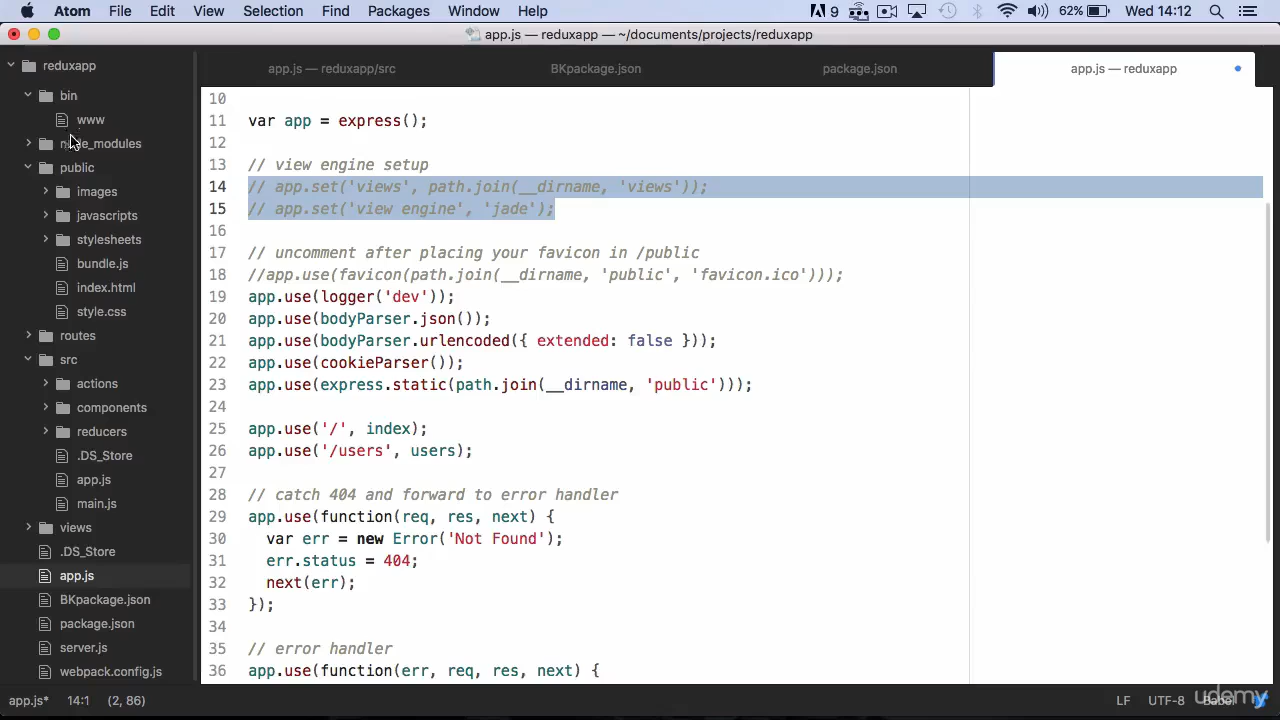 Atom File Edit View Selection Find Packages Window Help 9 62% Wed 14:12
app.js — reduxapp — ~/documents/projects/reduxapp
reduxapp
bin
www
node_modules
public
images
javascripts
stylesheets
bundle.js
index.html
style.css
routes
src
actions
components
reducers
.DS_Store
app.js
main.js
views
.DS_Store
app.js
BKpackage.json
package.json
server.js
webpack.config.js
app.js — reduxapp/src BKpackage.json package.json app.js — reduxapp
10
11 var app = express();
12
13 // view engine setup
14 // app.set('views', path.join(__dirname, 'views'));
15 // app.set('view engine', 'jade');
16
17 // uncomment after placing your favicon in /public
18 //app.use(favicon(path.join(__dirname, 'public', 'favicon.ico')));
19 app.use(logger('dev'));
20 app.use(bodyParser.json());
21 app.use(bodyParser.urlencoded({ extended: false }));
22 app.use(cookieParser());
23 app.use(express.static(path.join(__dirname, 'public')));
24
25 app.use('/', index);
26 app.use('/users', users);
27
28 // catch 404 and forward to error handler
29 app.use(function(req, res, next) {
30 var err = new Error('Not Found');
31 err.status = 404;
32 next(err);
33 });
34
35 // error handler
36 app.use(function(err, req, res, next) {
app.js* 14:1 (2, 86) LF UTF-8 Babel
udemy